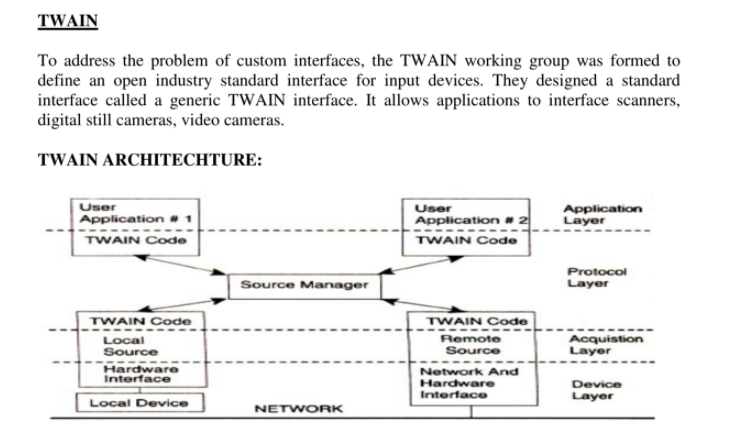 TWAIN
To address the problem of custom interfaces, the TWAIN working group was formed to
define an open industry standard interface for input devices. They designed a standard
interface called a generic TWAIN interface. It allows applications to interface scanners,
digital still cameras, video cameras.
TWAIN ARCHITECHTURE:
User
Application # 1
TWAIN Code
User
Application # 2
TWAIN Code
Application
Layer
Source Manager
Protocol
Layer
TWAIN Code
Local
Source
Hardware
Interface
Local Device
TWAIN Code
Remote
Source
Network And
Hardware
Interface
Acquistion
Layer
Device
Layer
NETWORK